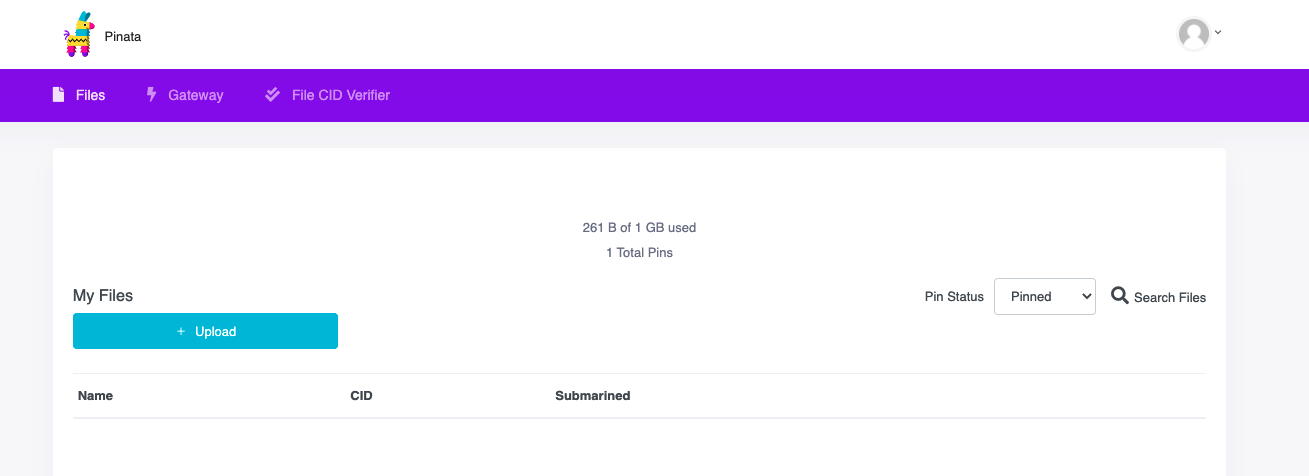 Pinata
Files Gateway File CID Verifier
261 B of 1 GB used
1 Total Pins
My Files Pin Status Pinned Search Files
+ Upload
Name CID Submarined